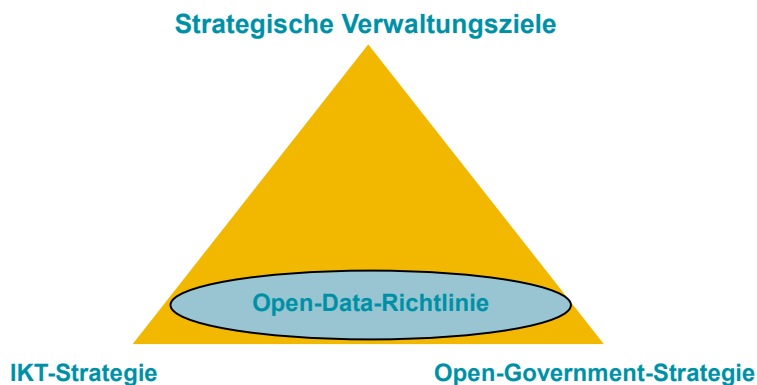 Strategische Verwaltungsziele
Open-Data-Richtlinie
IKT-Strategie
Open-Government-Strategie